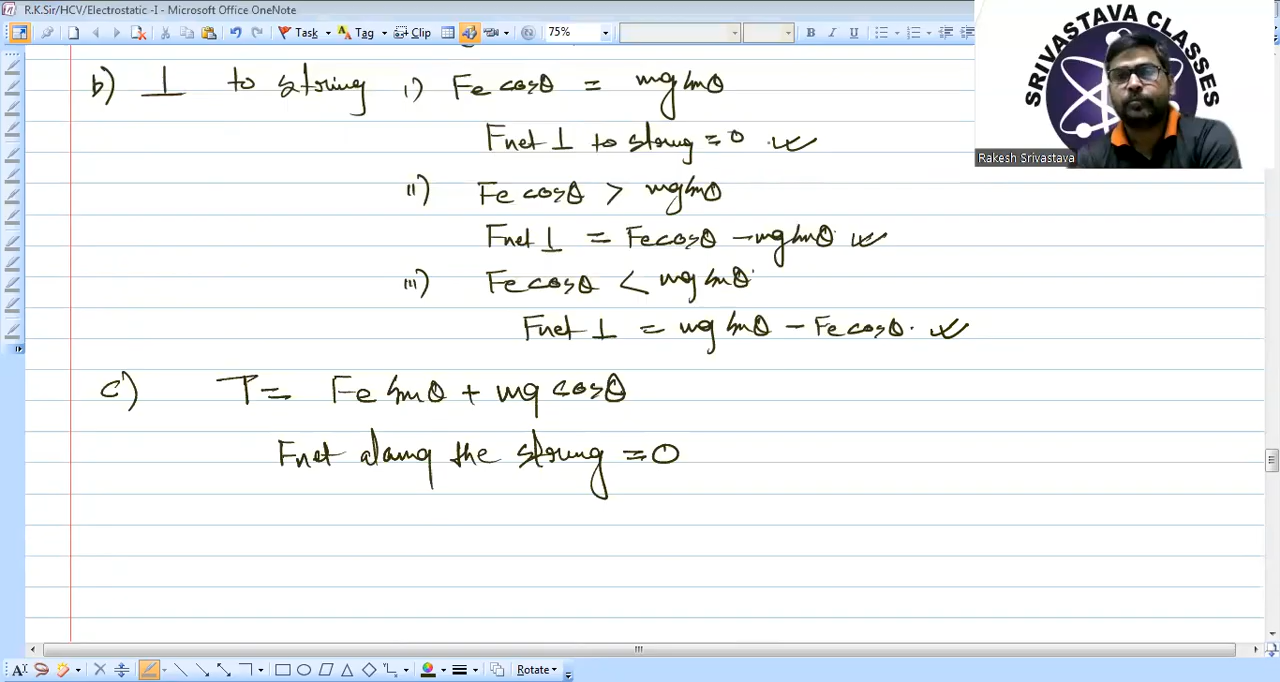 R.K.Sir/HCV/Electrostatic -I - Microsoft Office OneNote
Task Tag Clip 75% B I U
SRIVASTAVA CLASSES
Rakesh Srivastava
b) ⊥ to string i) Fe cosθ = mg sinθ
Fnet ⊥ to string = 0
ii) Fe cosθ > mg sinθ
Fnet ⊥ = Fe cosθ - mg sinθ
iii) Fe cosθ < mg sinθ
Fnet ⊥ = mg sinθ - Fe cosθ.
c) T = Fe sinθ + mg cosθ
Fnet along the string = 0
Rotate